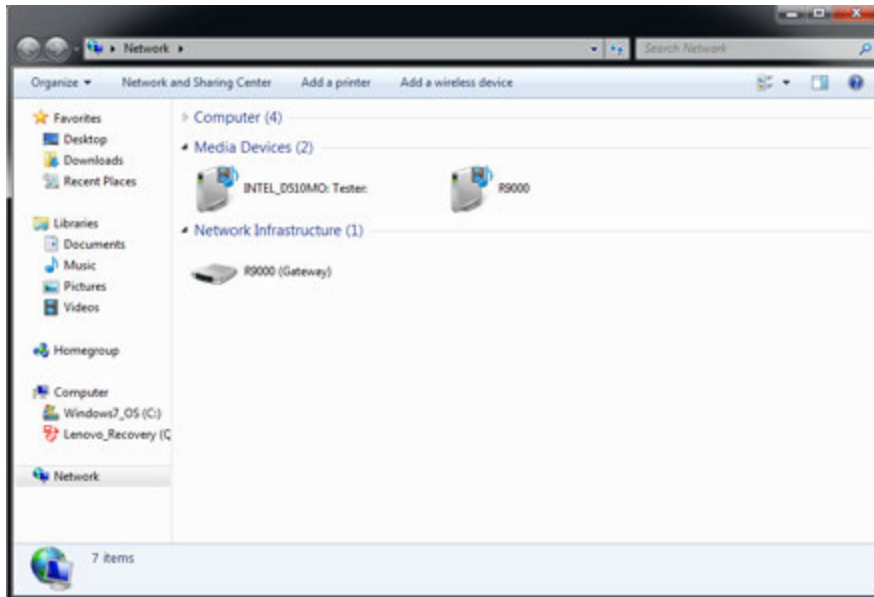 Network
Search Network
Organize
Network and Sharing Center
Add a printer
Add a wireless device
Favorites
Desktop
Downloads
Recent Places
Libraries
Documents
Music
Pictures
Videos
Homegroup
Computer
Windows7_OS (C:)
Lenovo_Recovery (Q
Network
Computer (4)
Media Devices (2)
INTEL_D510MO: Tester:
R9000
Network Infrastructure (1)
R9000 (Gateway)
7 items